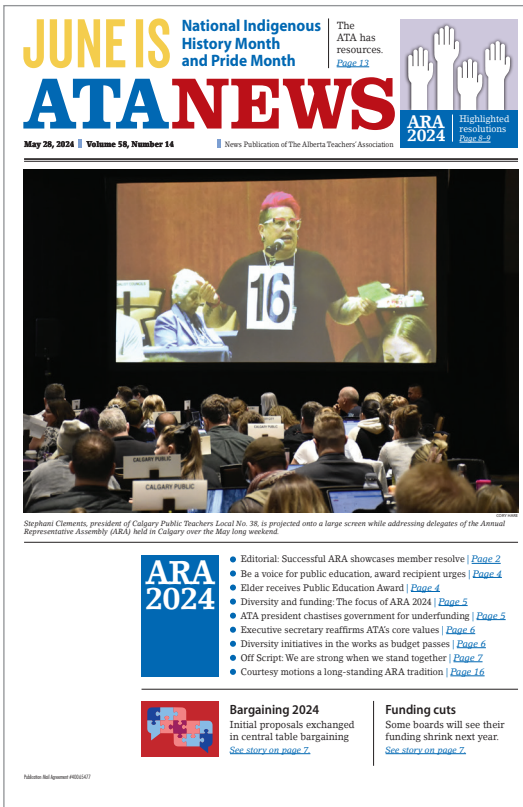 JUNE IS
National Indigenous
History Month
and Pride Month
The
ATA has
resources.
Page 13
ATANEWS
ARA
2024
Highlighted
resolutions
Page 8–9
May 28, 2024
Volume 58, Number 14
News Publication of The Alberta Teachers' Association
16
CALGARY PUBLIC
CALGARY PUBLIC
CALGARY PUBLIC
CORY HARE
Stephani Clements, president of Calgary Public Teachers Local No. 38, is projected onto a large screen while addressing delegates of the Annual
Representative Assembly (ARA) held in Calgary over the May long weekend.
ARA
2024
Editorial: Successful ARA showcases member resolve | Page 2
Be a voice for public education, award recipient urges | Page 4
Elder receives Public Education Award | Page 4
Diversity and funding: The focus of ARA 2024 | Page 5
ATA president chastises government for underfunding | Page 5
Executive secretary reaffirms ATA's core values | Page 6
Diversity initiatives in the works as budget passes | Page 6
Off Script: We are strong when we stand together | Page 7
Courtesy motions a long-standing ARA tradition | Page 16
Bargaining 2024
Initial proposals exchanged
in central table bargaining
See story on page 7.
Funding cuts
Some boards will see their
funding shrink next year.
See story on page 7.
Publication Mail Agreement #40065477